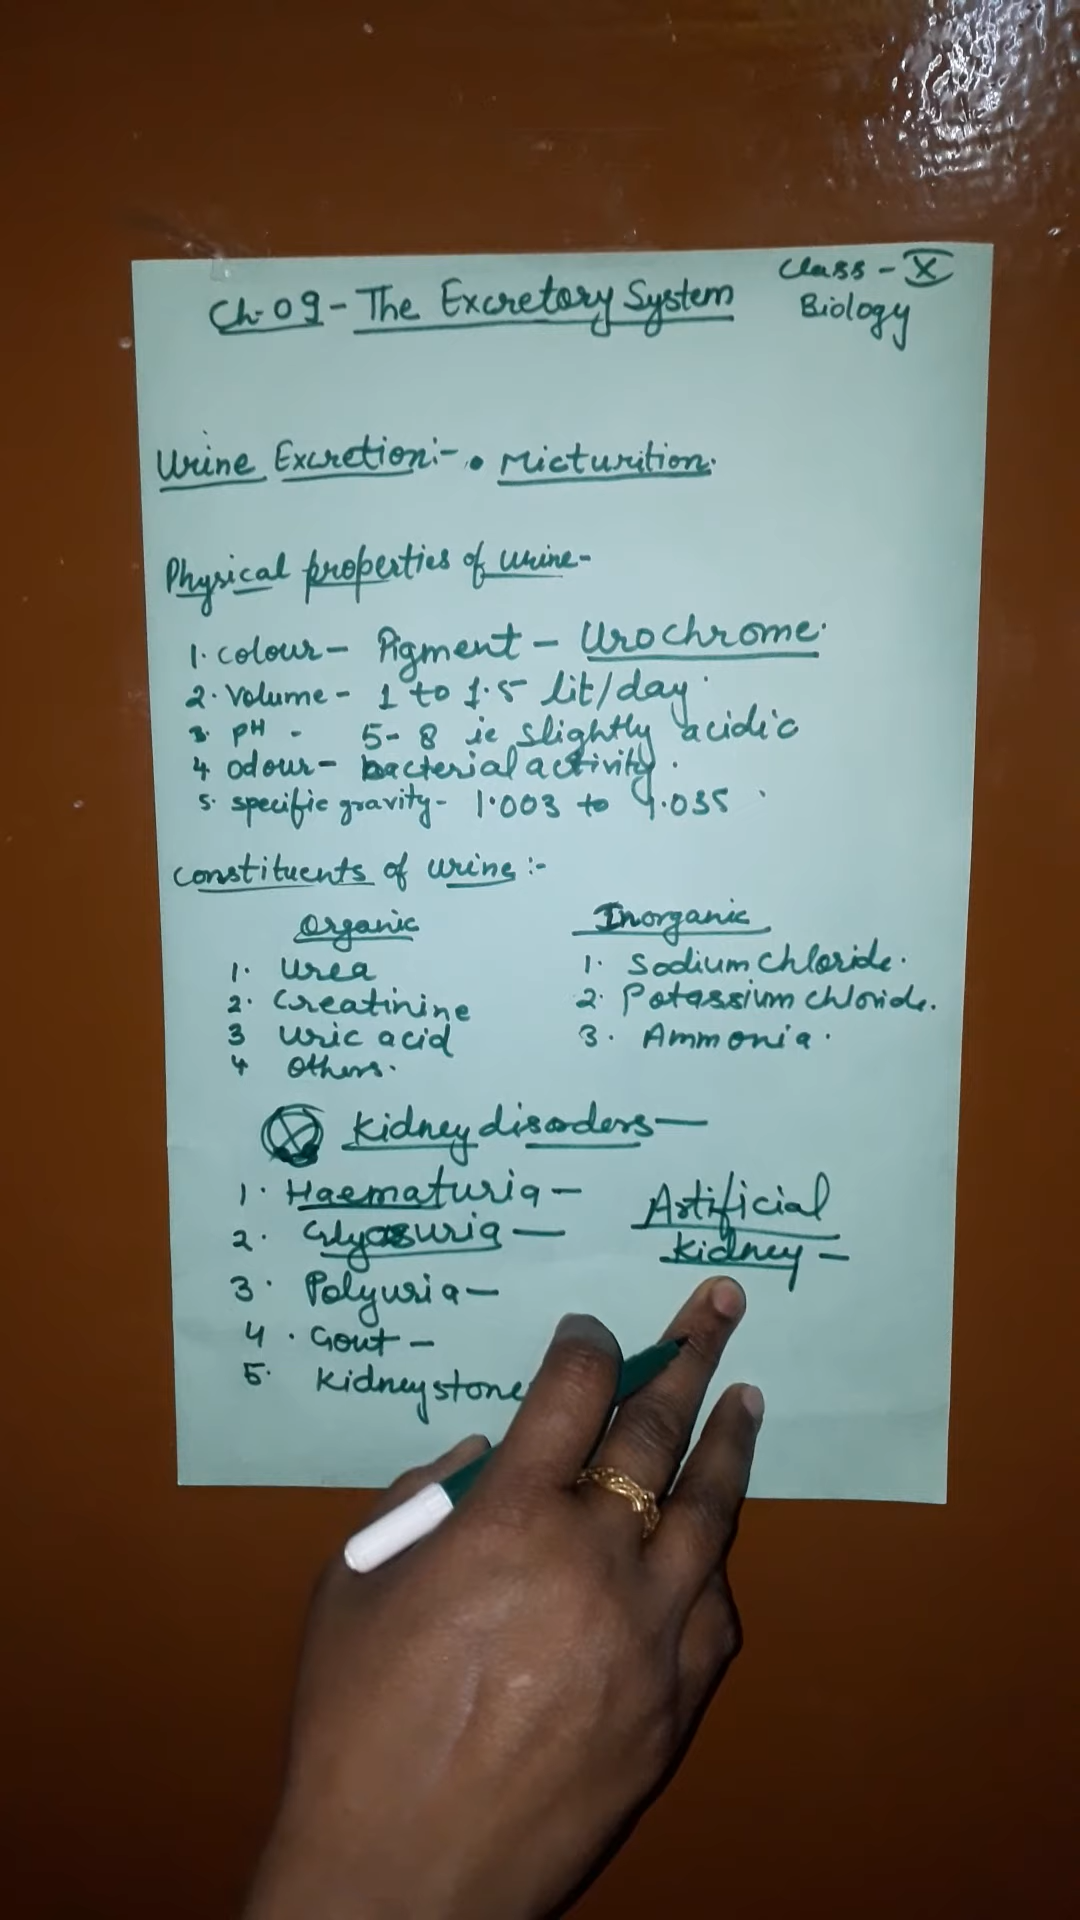 Ch-09 - The Excretory System
Class - X
Biology
Urine Excretion:- • Micturition.
Physical properties of urine-
1. colour - Pigment - Urochrome.
2. Volume - 1 to 1.5 lit/day.
3. pH - 5-8 ie slightly acidic
4 odour - bacterial activity.
5. specific gravity - 1.003 to 1.035
Constituents of urine:-
Organic
1. Urea
2. Creatinine
3 Uric acid
4 Others.
Inorganic
1. Sodium chloride.
2. Potassium chloride.
3. Ammonia.
Kidney disorders—
1. Haematuria -
2. Glycosuria —
3. Polyuria -
4. Gout -
5. Kidney stone
Artificial
Kidney -